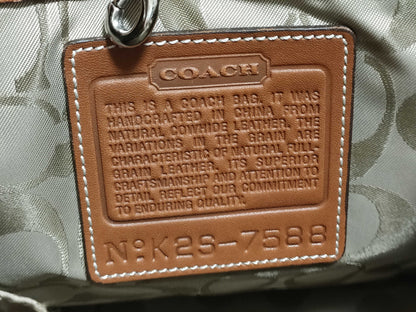 COACH
THIS IS A COACH BAG. IT WAS
HANDCRAFTED IN CHINA FROM
NATURAL COWHIDE LEATHER. THE
VARIATIONS IN THE GRAIN ARE
CHARACTERISTIC OF NATURAL FULL
GRAIN LEATHER. ITS SUPERIOR
CRAFTSMANSHIP AND ATTENTION TO
DETAIL REFLECT OUR COMMITMENT
TO ENDURING QUALITY.
No:K2S-7588